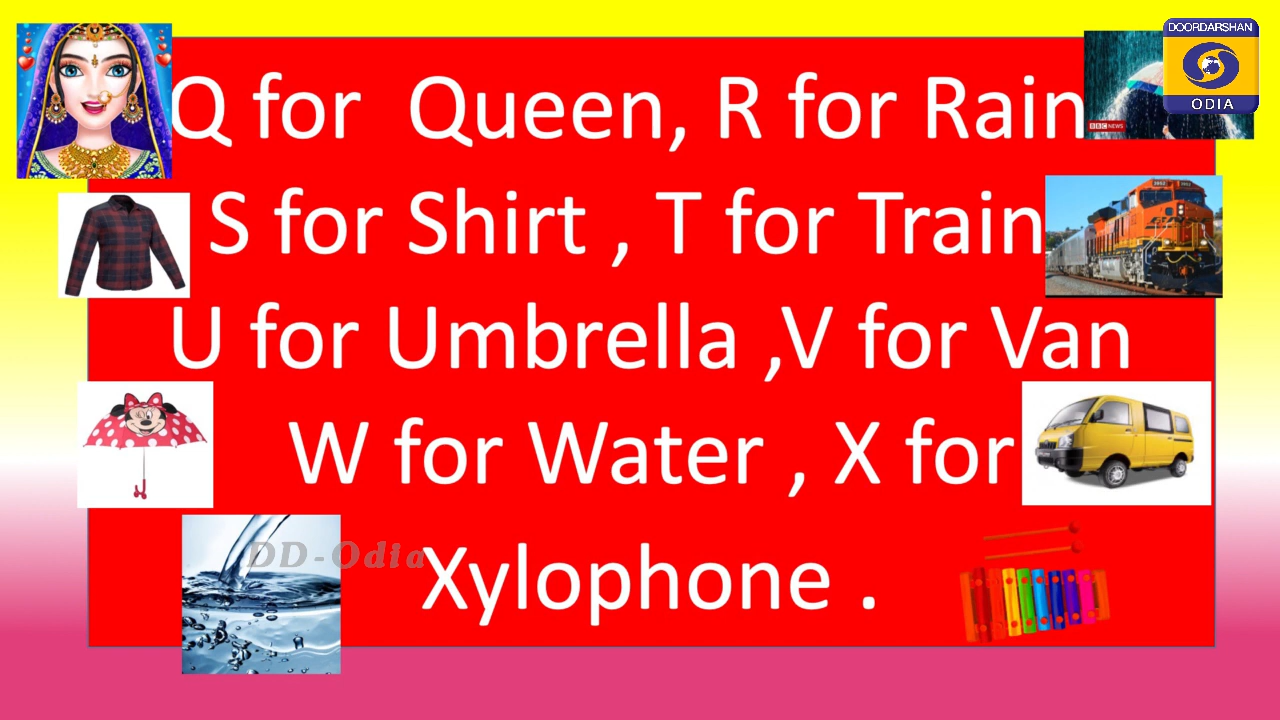 DOORDARSHAN
ODIA
Q for Queen, R for Rain
BBC NEWS
S for Shirt , T for Train
U for Umbrella ,V for Van
W for Water , X for
DD-Odia
Xylophone .